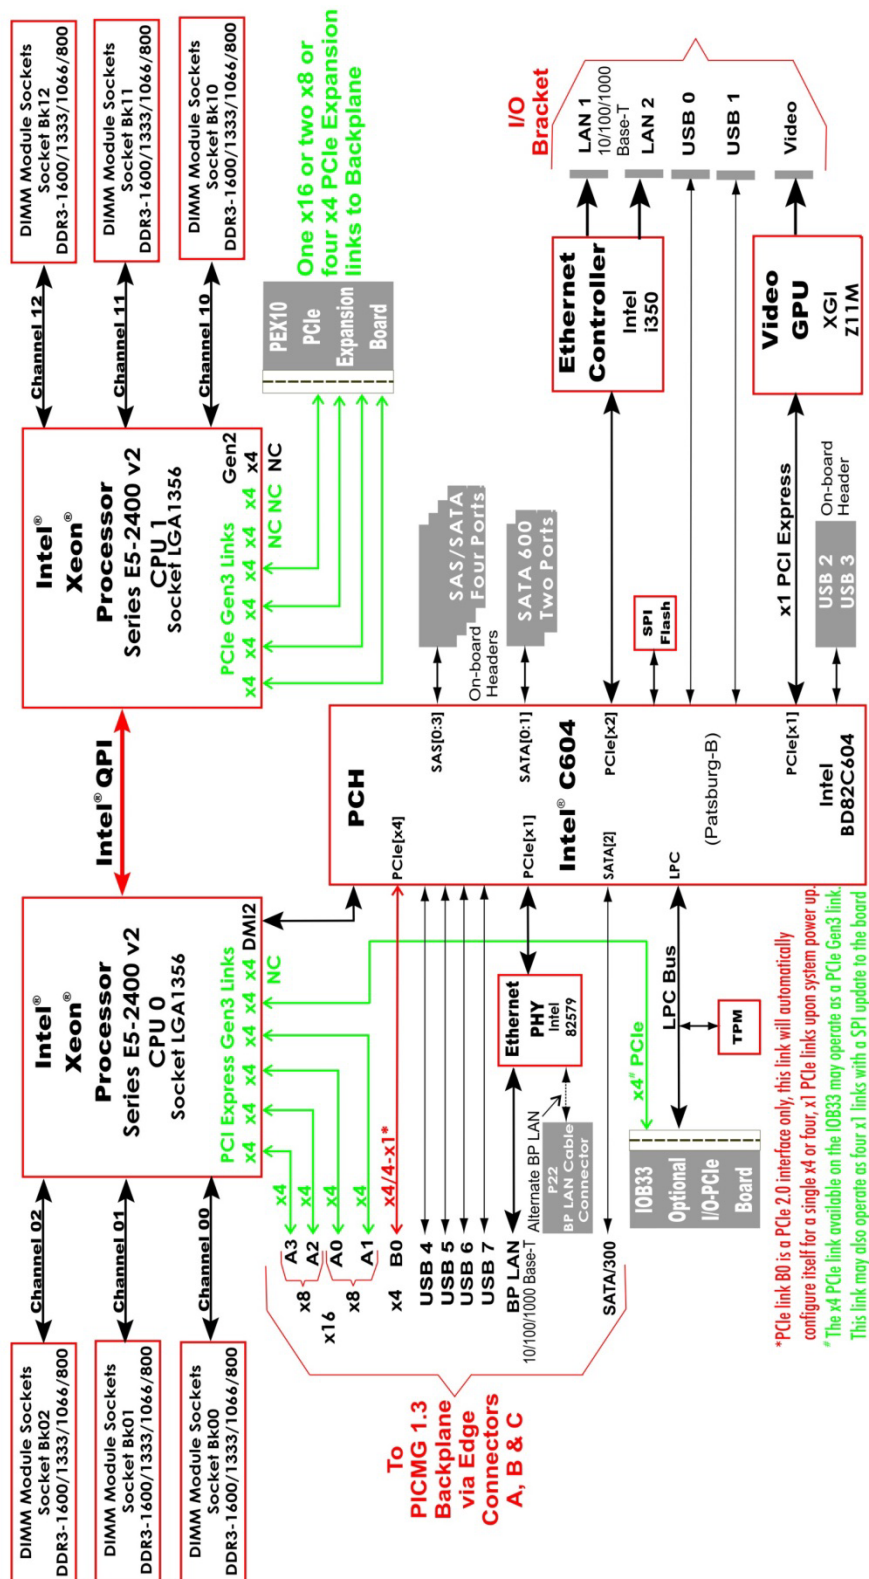 DIMM Module Sockets
Socket Bk02
DDR3-1600/1333/1066/800
DIMM Module Sockets
Socket Bk01
DDR3-1600/1333/1066/800
DIMM Module Sockets
Socket Bk00
DDR3-1600/1333/1066/800
Channel 02
Channel 01
Channel 00
Intel®
Xeon®
Processor
Series E5-2400 v2
CPU 0
Socket LGA1356
PCI Express Gen3 Links
x4 x4 x4 x4 x4 x4 DMI2
NC
Intel® QPI
Intel®
Xeon®
Processor
Series E5-2400 v2
CPU 1
Socket LGA1356
PCIe Gen3 Links
Gen2
x4 x4 x4 x4 x4 x4 x4
NC NC NC
Channel 12
Channel 11
Channel 10
DIMM Module Sockets
Socket Bk12
DDR3-1600/1333/1066/800
DIMM Module Sockets
Socket Bk11
DDR3-1600/1333/1066/800
DIMM Module Sockets
Socket Bk10
DDR3-1600/1333/1066/800
PEX10
PCIe
Expansion
Board
One x16 or two x8 or
four x4 PCIe Expansion
links to Backplane
To
PICMG 1.3
Backplane
via Edge
Connectors
A, B & C
x16
x8
x8
A3 x4
A2 x4
A0 x4
A1 x4
x4 B0 x4/4-x1*
USB 4
USB 5
USB 6
USB 7
BP LAN
10/100/1000 Base-T
SATA/300
Alternate BP LAN
P22
BP LAN Cable
Connector
Ethernet
PHY
Intel
82579
x4# PCIe
LPC Bus
TPM
IOB33
Optional
I/O-PCIe
Board
PCH
PCIe[x4]
SAS[0:3]
PCIe[x1]
SATA[0:1]
Intel® C604
SATA[2]
PCIe[x2]
LPC
(Patsburg-B)
PCIe[x1]
Intel
BD82C604
On-board
Headers
SAS/SATA
Four Ports
SATA 600
Two Ports
SPI
Flash
x1 PCI Express
USB 2
USB 3
On-board
Header
Ethernet
Controller
Intel
i350
Video
GPU
XGI
Z11M
I/O
Bracket
LAN 1
10/100/1000
Base-T
LAN 2
USB 0
USB 1
Video
*PCIe link B0 is a PCIe 2.0 interface only, this link will automatically
configure itself for a single x4 or four, x1 PCIe links upon system power up.
# The x4 PCIe link available on the IOB33 may operate as a PCIe Gen3 link.
This link may also operate as four x1 links with a SPI update to the board